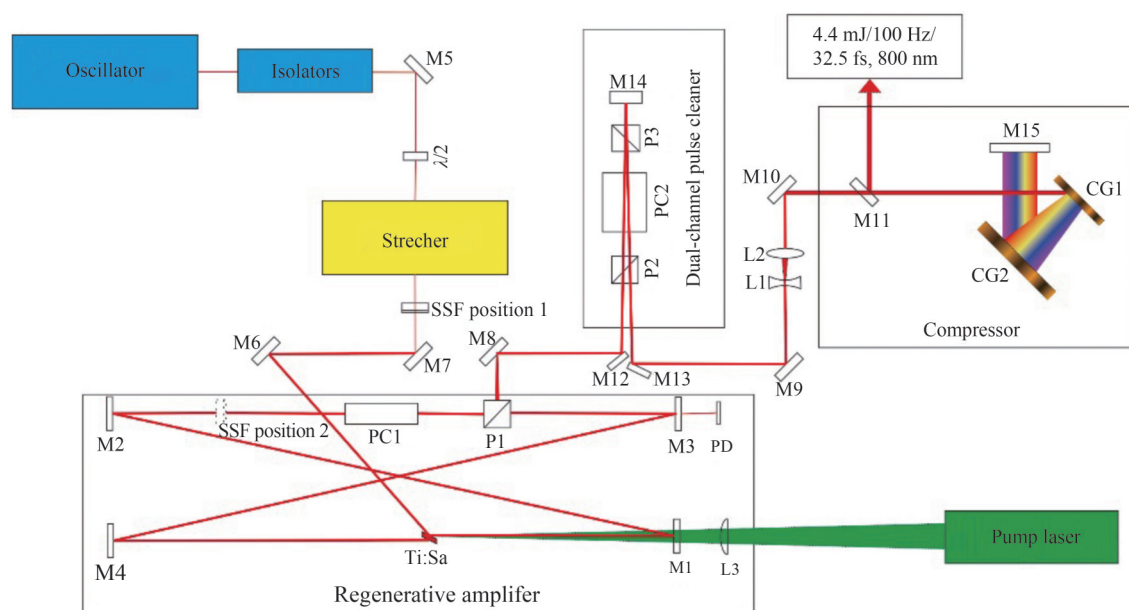 Oscillator
Isolators
M5
λ/2
Strecher
SSF position 1
M6
M7
M8
M14
P3
PC2
P2
Dual-channel pulse cleaner
M12
M13
M9
M10
L2
L1
4.4 mJ/100 Hz/
32.5 fs, 800 nm
M11
M15
CG1
CG2
Compressor
M2
SSF position 2
PC1
P1
M3
PD
M4
Ti:Sa
M1
L3
Pump laser
Regenerative amplifer